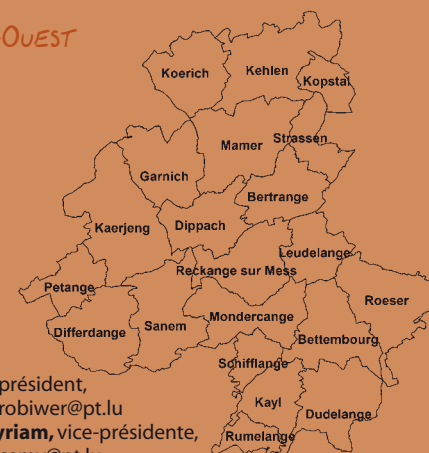 -OUEST
Koerich
Kehlen
Kopstal
Mamer
Strassen
Garnich
Bertrange
Kaerjeng
Dippach
Leudelange
Reckange sur Mess
Petange
Roeser
Differdange
Sanem
Mondercange
Bettembourg
Schifflange
Kayl
Dudelange
Rumelange
président,
robiwer@pt.lu
yriam, vice-présidente,